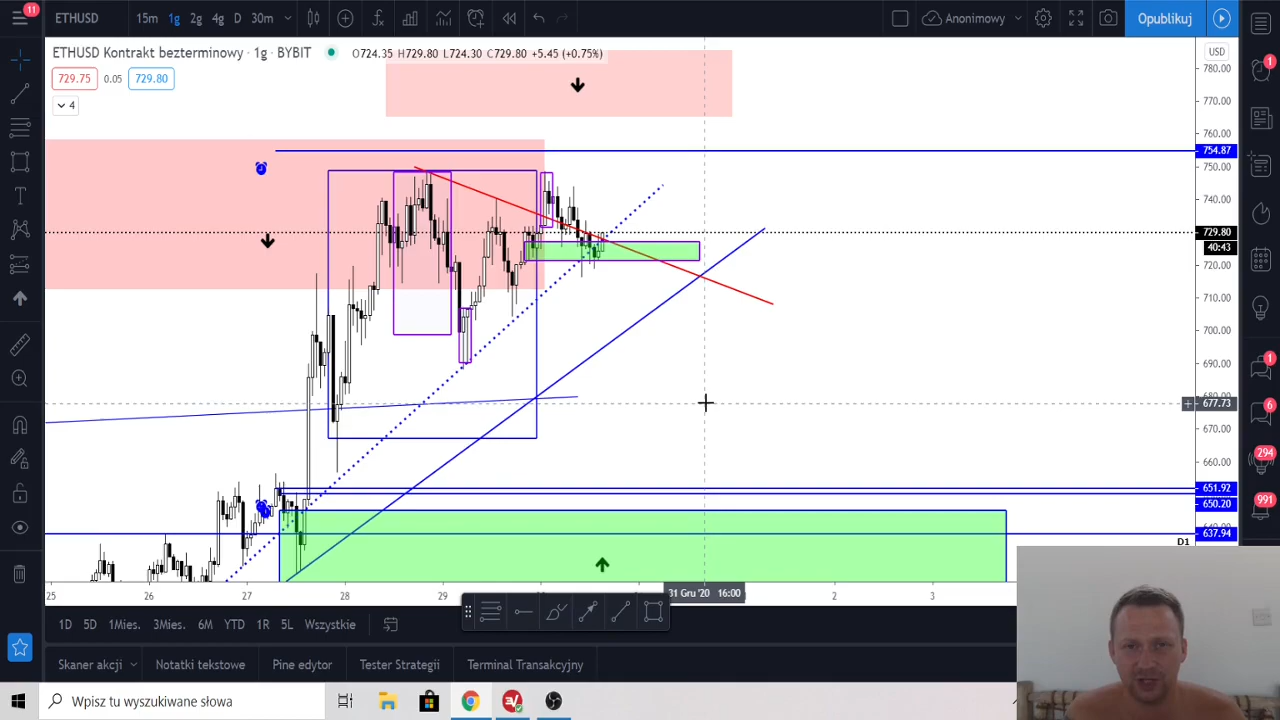 11
ETHUSD
15m 1g 2g 4g D 30m
Anonimowy
Opublikuj
ETHUSD Kontrakt bezterminowy · 1g · BYBIT
O724.35 H729.80 L724.30 C729.80 +5.45 (+0.75%)
USD
729.75 0.05 729.80
4
780.00
770.00
760.00
754.87
750.00
740.00
729.80
40:43
720.00
710.00
700.00
690.00
677.73
670.00
660.00
651.92
650.20
637.94
D1
1
1
6
294
991
25 26 27 28 29 30 31 Gru '20 16:00 2 3
1D 5D 1Mies. 3Mies. 6M YTD 1R 5L Wszystkie
Skaner akcji Notatki tekstowe Pine edytor Tester Strategii Terminal Transakcyjny
Wpisz tu wyszukiwane słowa